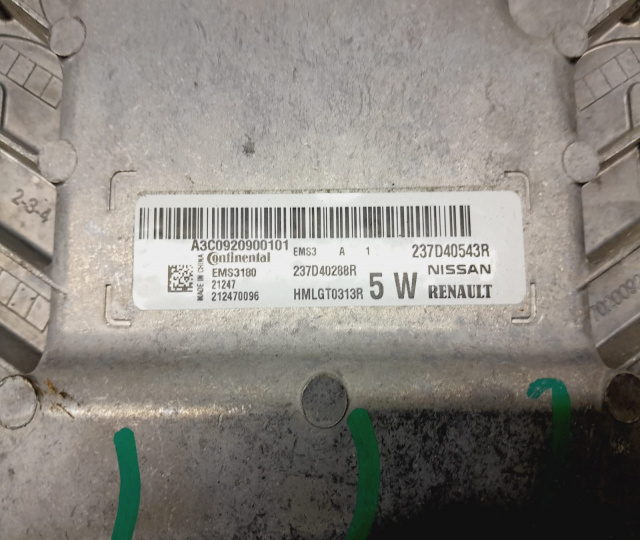 A3C0920900101 EMS3 A 1 237D40543R
MADE IN CHINA
Continental
EMS3180 237D40288R NISSAN
21247
212470096 HMLGT0313R 5 W RENAULT
2-3-4